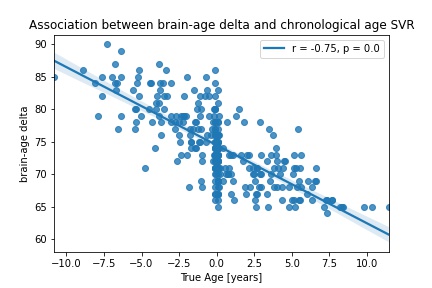 Association between brain-age delta and chronological age SVR
r = -0.75, p = 0.0
brain-age delta
90
85
80
75
70
65
60
−10.0 −7.5 −5.0 −2.5 0.0 2.5 5.0 7.5 10.0
True Age [years]